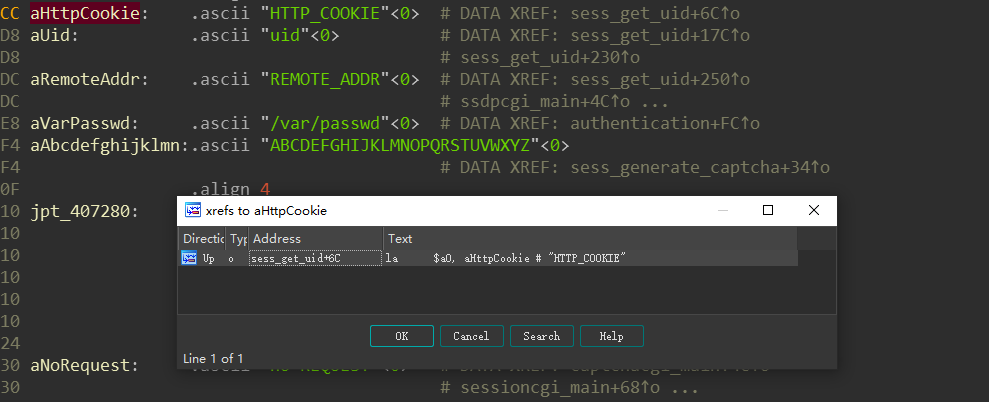 CC aHttpCookie: .ascii "HTTP_COOKIE"<0> # DATA XREF: sess_get_uid+6C↑o
D8 aUid: .ascii "uid"<0> # DATA XREF: sess_get_uid+17C↑o
D8 # sess_get_uid+230↑o
DC aRemoteAddr: .ascii "REMOTE_ADDR"<0> # DATA XREF: sess_get_uid+250↑o
DC # ssdpcgi_main+4C↑o ...
E8 aVarPasswd: .ascii "/var/passwd"<0> # DATA XREF: authentication+FC↑o
F4 aAbcdefghijklmn:.ascii "ABCDEFGHIJKLMNOPQRSTUVWXYZ"<0>
F4 # DATA XREF: sess_generate_captcha+34↑o
0F .align 4
10 jpt_407280:
xrefs to aHttpCookie
10
Directic Typ Address Text
10
Up o sess_get_uid+6C la $a0, aHttpCookie # "HTTP_COOKIE"
10
10
10
10
24
OK Cancel Search Help
Line 1 of 1
30 aNoRequest:
30 # sessioncgi_main+68↑o ...